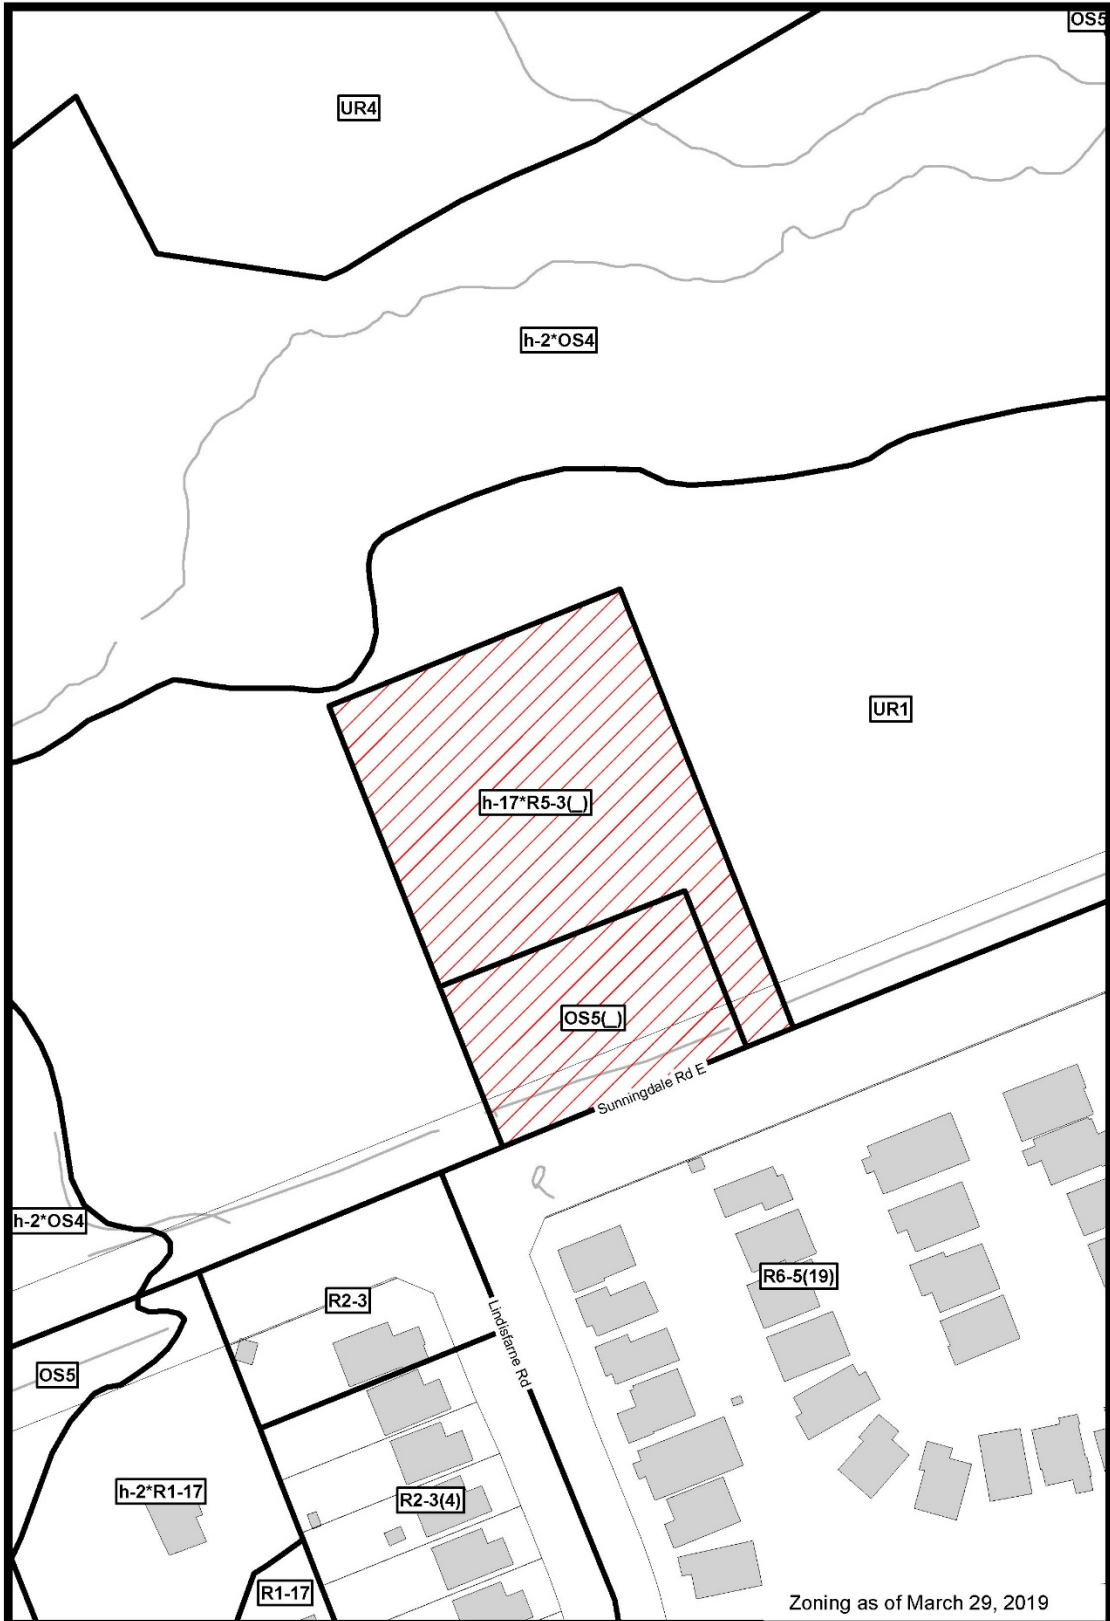 OS5
UR4
h-2*OS4
UR1
h-17*R5-3(_)
OS5(_)
Sunningdale Rd E
h-2*OS4
R6-5(19)
R2-3
Lindisfarne Rd
OS5
h-2*R1-17
R2-3(4)
R1-17
Zoning as of March 29, 2019